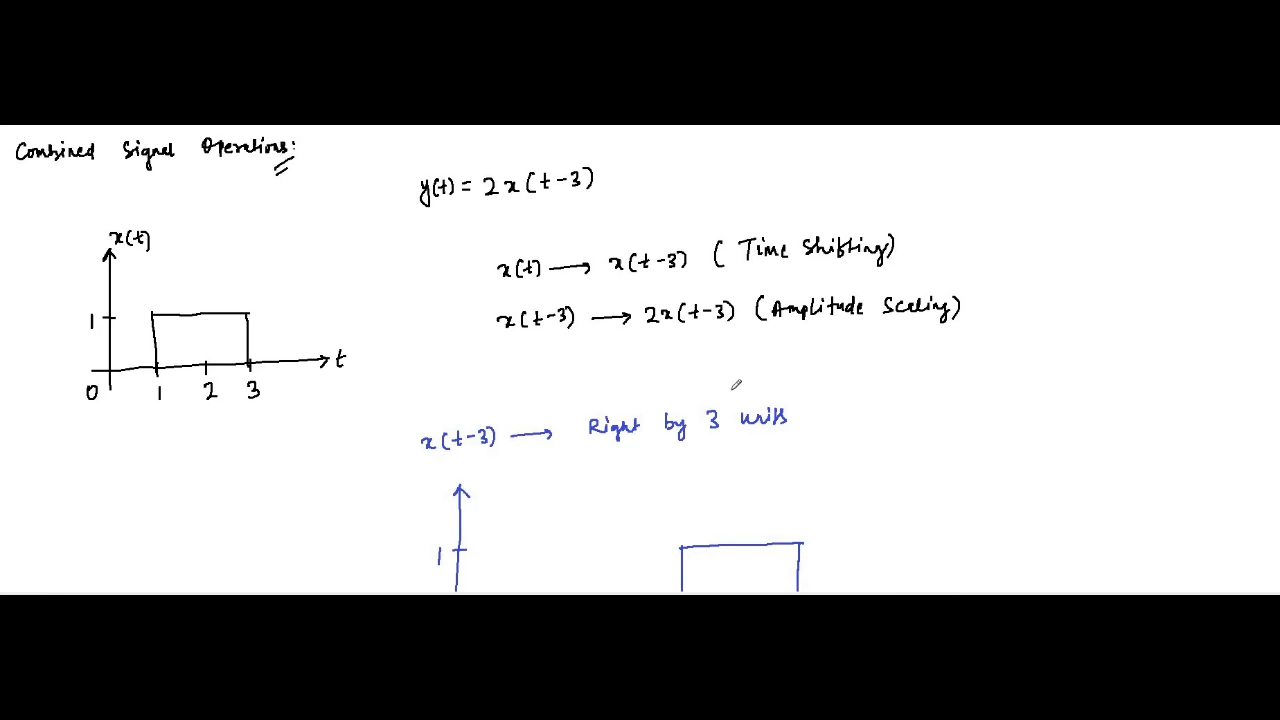 Combined Signal Operations:
y(t) = 2x(t-3)
x(t)
x(t) → x(t-3) ( Time Shifting)
x(t-3) → 2x(t-3) (Amplitude Scaling)
1
t
0 1 2 3
x(t-3) → Right by 3 units
1